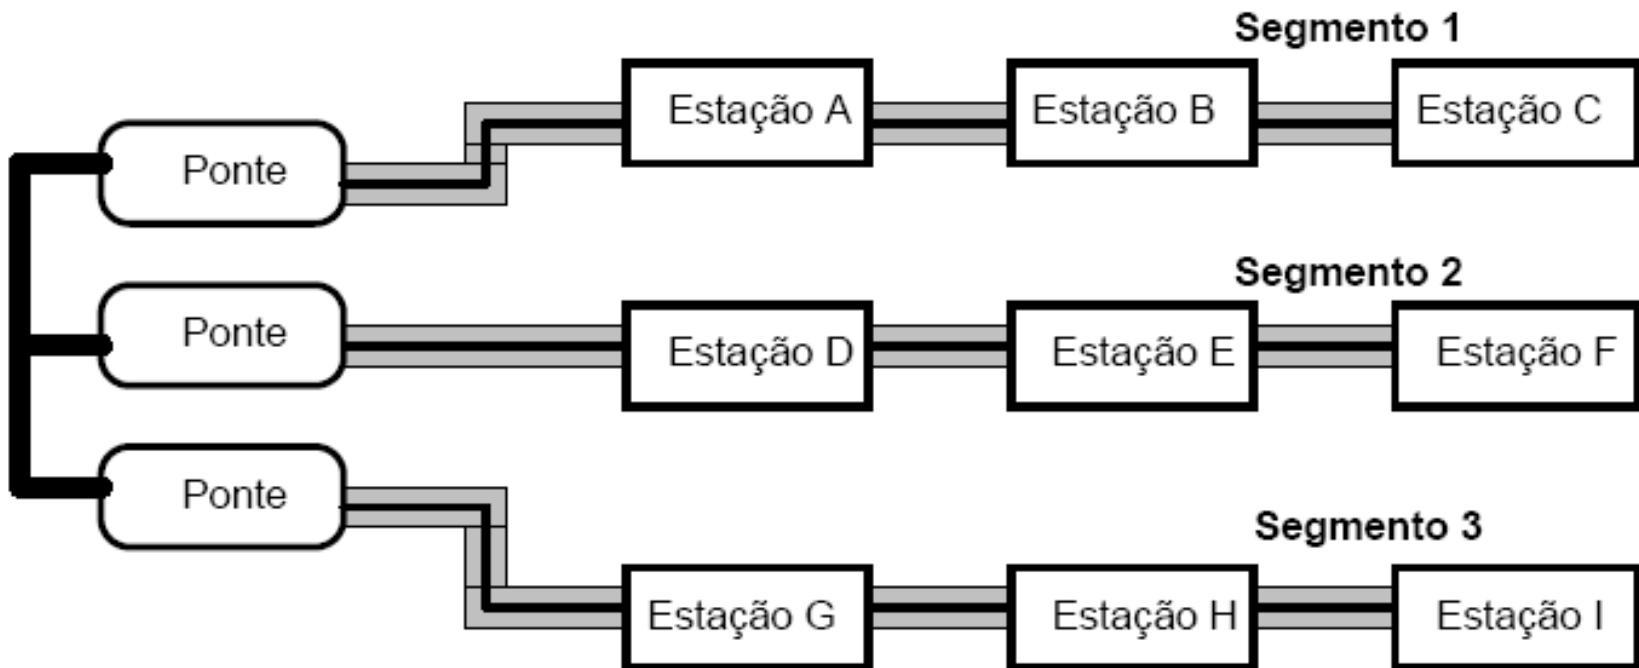 Segmento 1
Ponte
Estação A
Estação B
Estação C
Segmento 2
Ponte
Estação D
Estação E
Estação F
Segmento 3
Ponte
Estação G
Estação H
Estação I